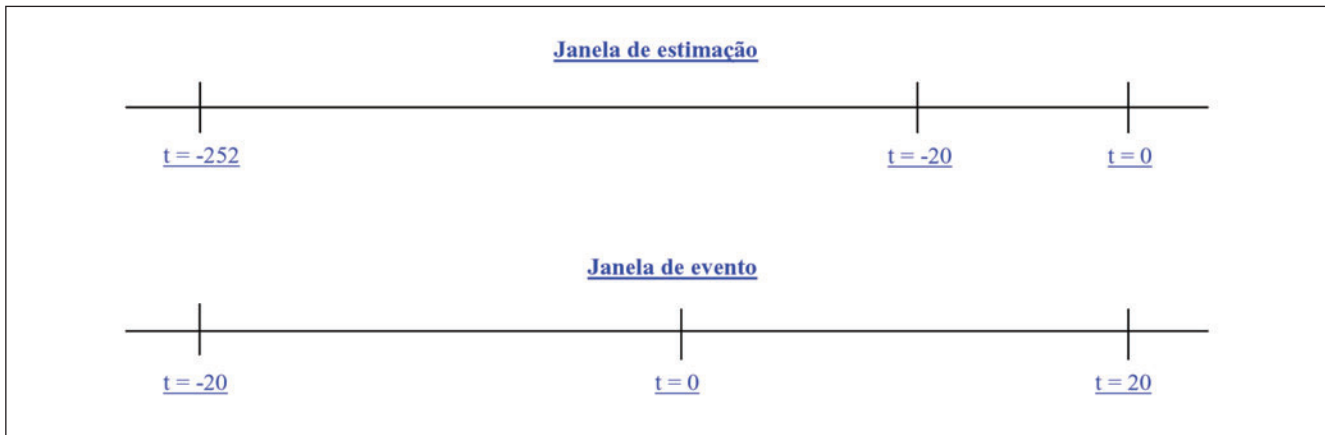 Janela de estimação
t = -252 t = -20 t = 0
Janela de evento
t = -20 t = 0 t = 20